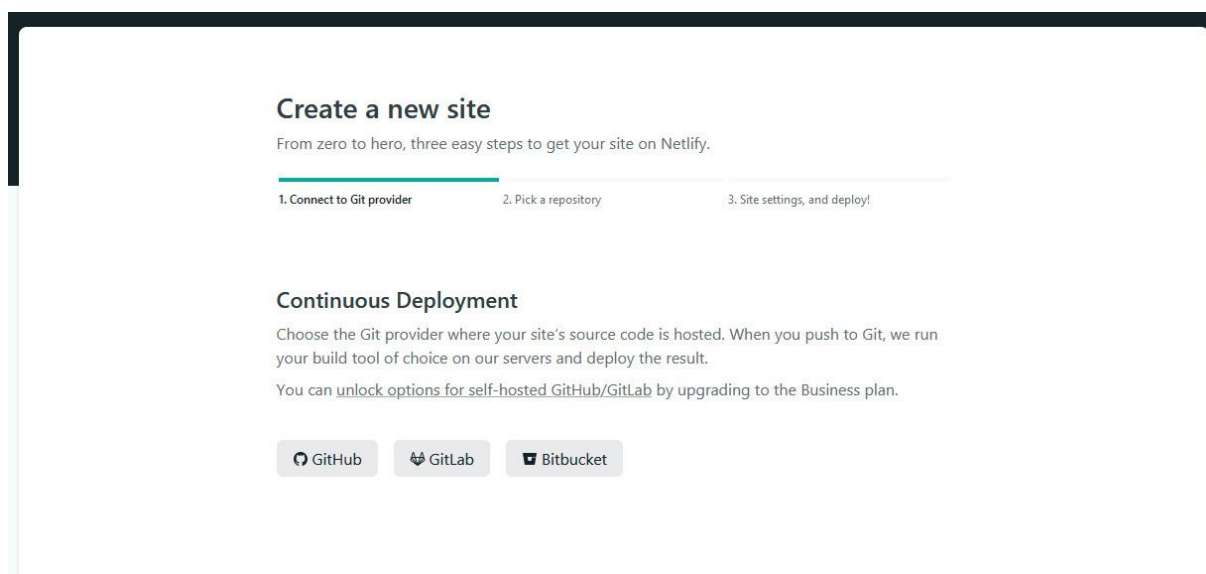 Create a new site
From zero to hero, three easy steps to get your site on Netlify.
1. Connect to Git provider
2. Pick a repository
3. Site settings, and deploy!
Continuous Deployment
Choose the Git provider where your site's source code is hosted. When you push to Git, we run
your build tool of choice on our servers and deploy the result.
You can unlock options for self-hosted GitHub/GitLab by upgrading to the Business plan.
GitHub
GitLab
Bitbucket